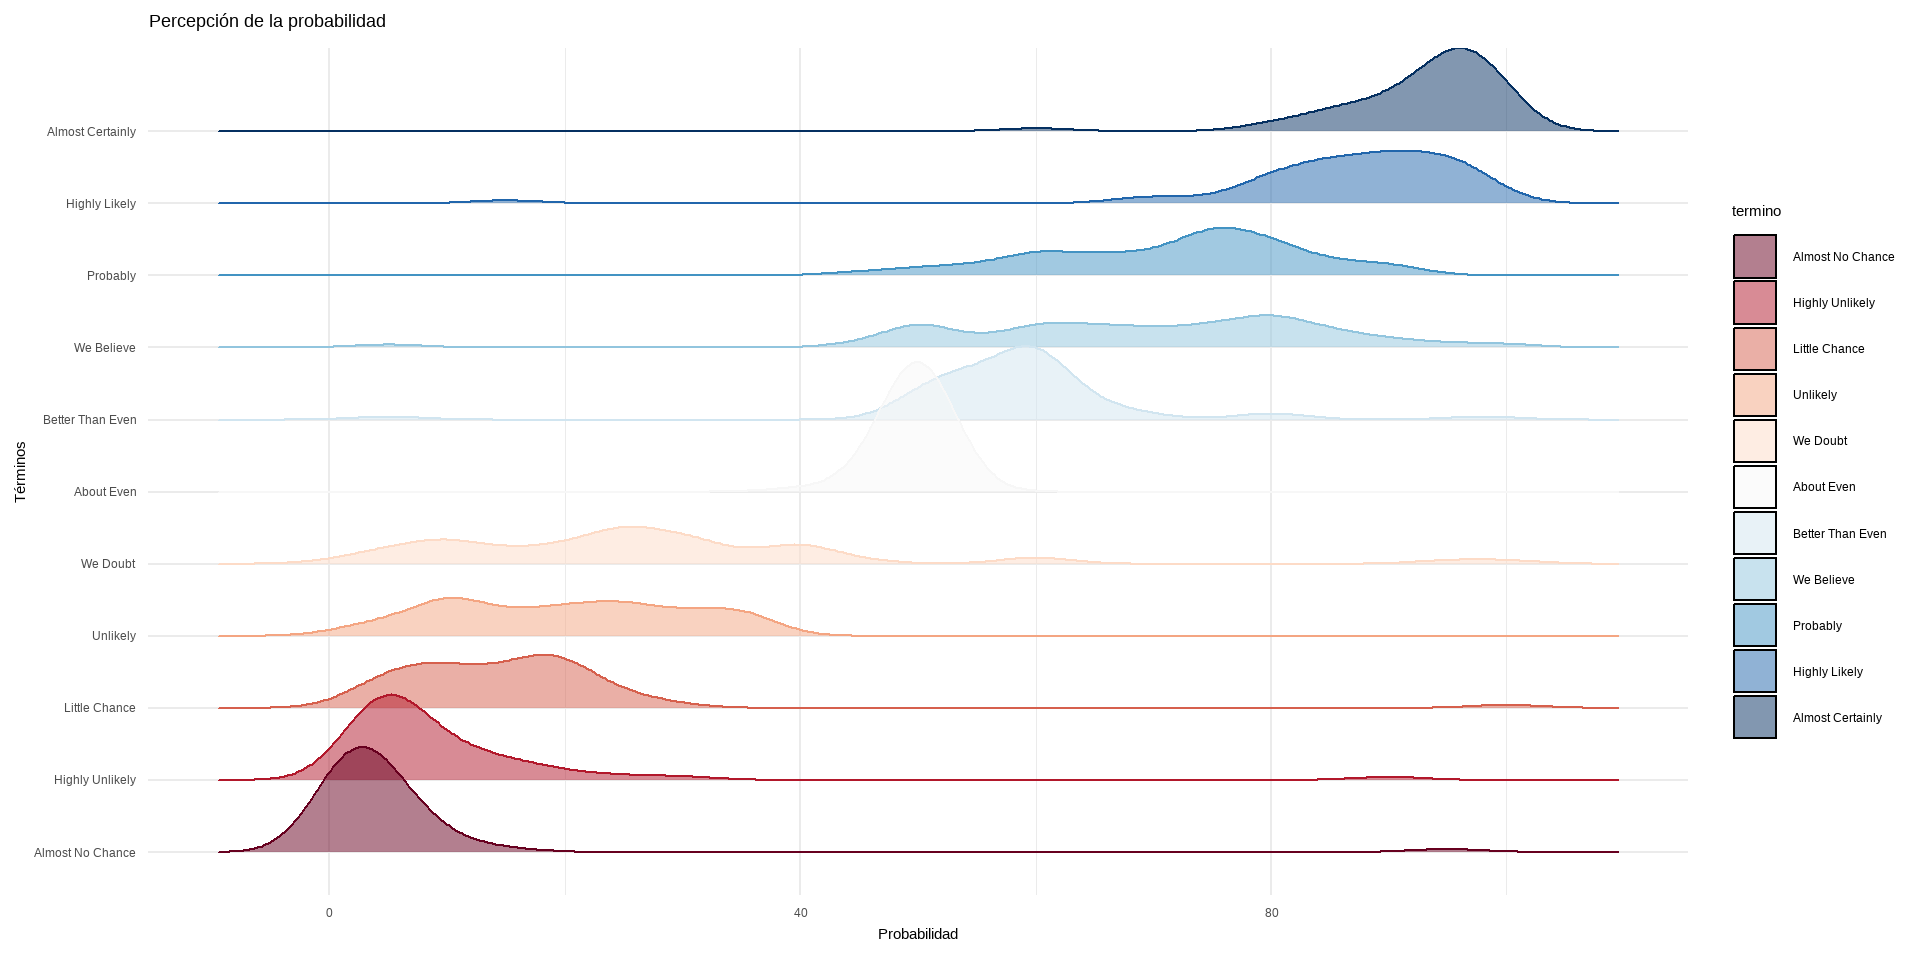 Percepción de la probabilidad
Términos
Almost Certainly
Highly Likely
Probably
We Believe
Better Than Even
About Even
We Doubt
Unlikely
Little Chance
Highly Unlikely
Almost No Chance
0 40 80
Probabilidad
termino
Almost No Chance
Highly Unlikely
Little Chance
Unlikely
We Doubt
About Even
Better Than Even
We Believe
Probably
Highly Likely
Almost Certainly